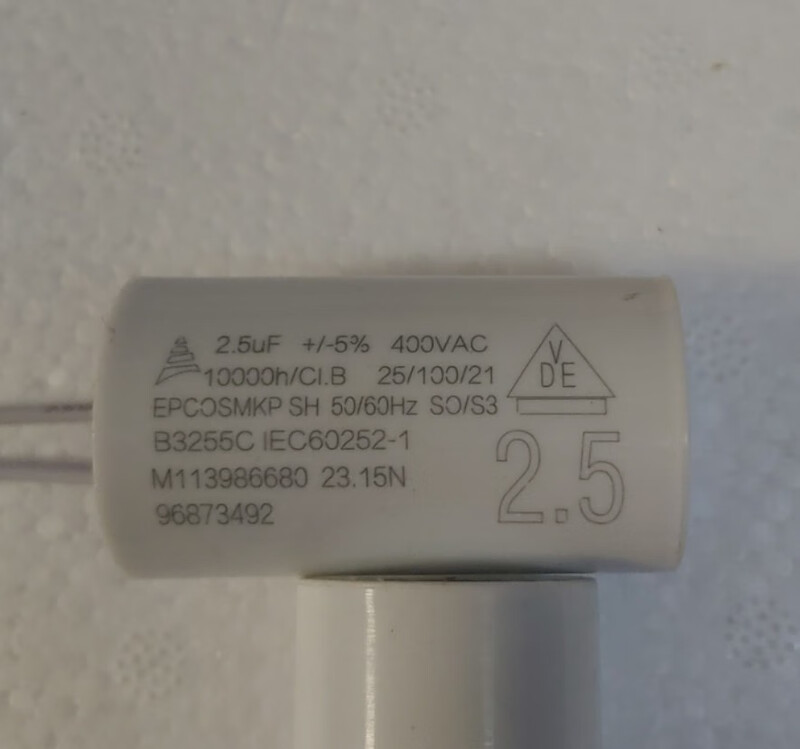 2.5uF +/-5% 400VAC
10000h/Cl.B 25/100/21
EPCOSMKP SH 50/60Hz SO/S3
B3255C IEC60252-1
M113986680 23.15N
96873492
VDE
2.5